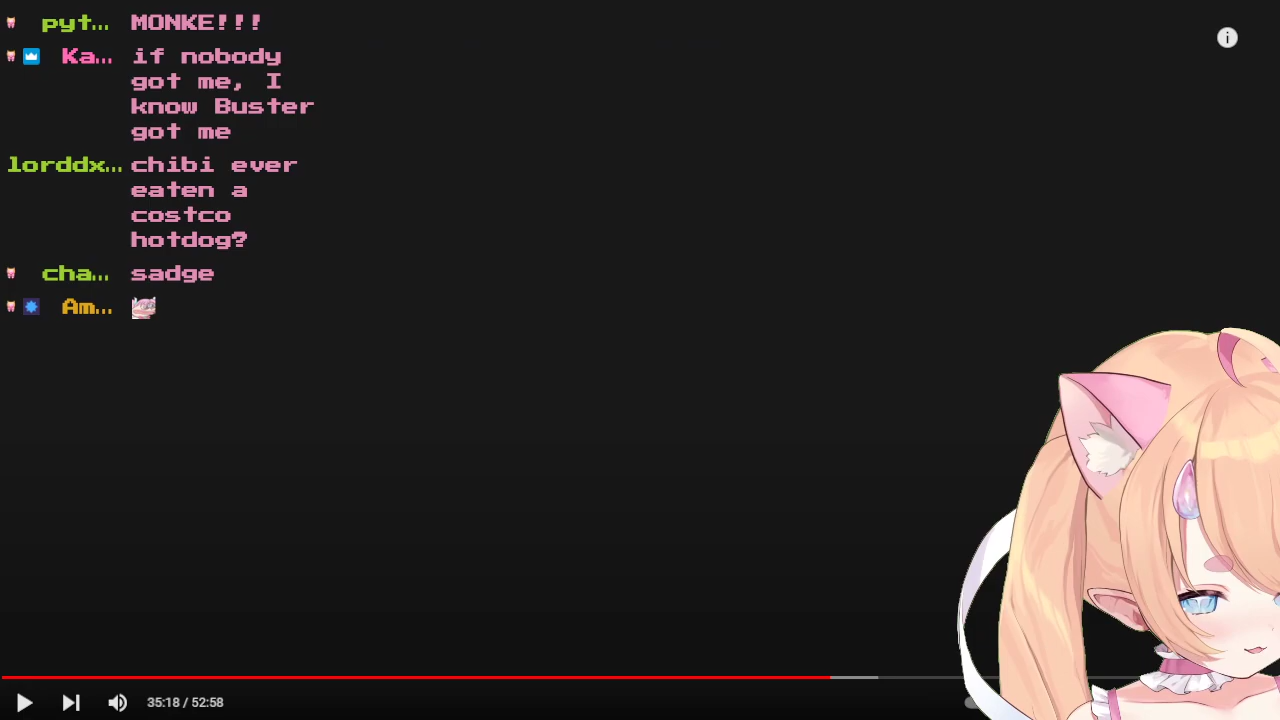 pyt... MONKE!!!
Ka... if nobody
got me, I
know Buster
got me
lorddx... chibi ever
eaten a
costco
hotdog?
cha... sadge
Am...
35:18 / 52:58